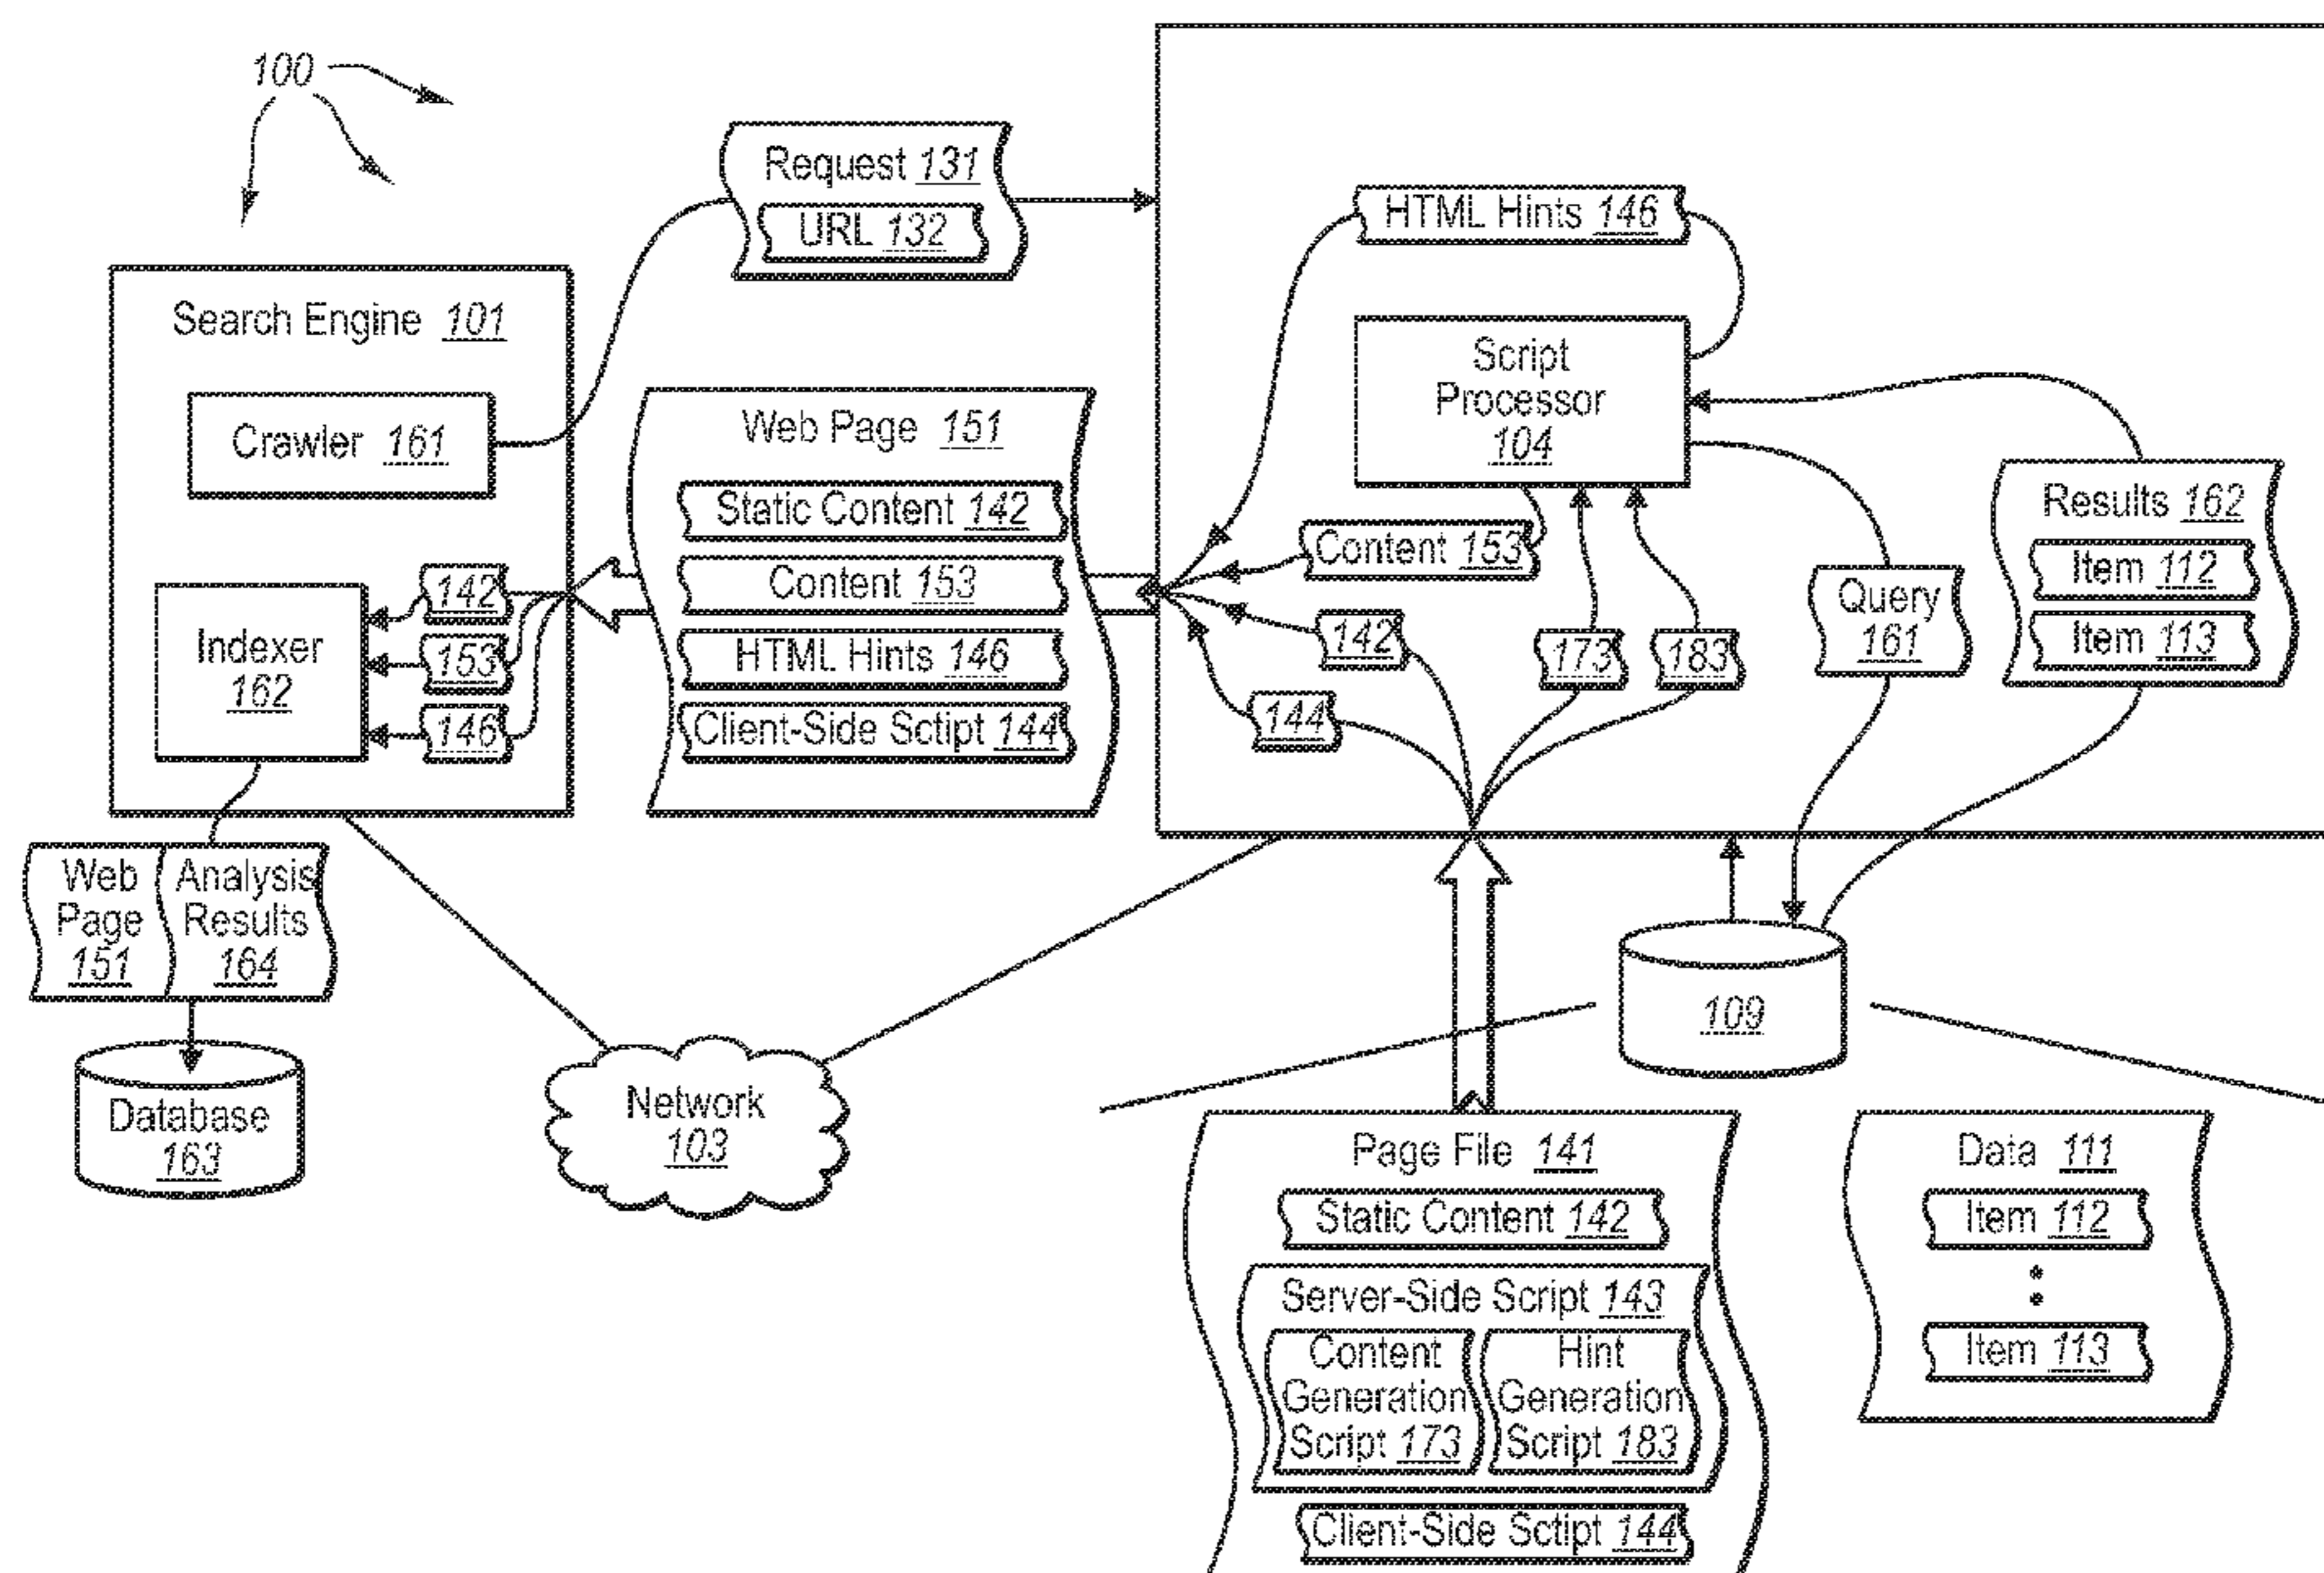 100
Request 131
URL 132
HTML Hints 146
Search Engine 101
Crawler 161
Indexer
162
142
153
146
Web Page 151
Static Content 142
Content 153
HTML Hints 146
Client-Side Sctipt 144
Script
Processor
104
Content 153
142
144
173
183
Query
161
Results 162
Item 112
Item 113
Web
Page
151
Analysis
Results
164
Database
163
Network
103
109
Page File 141
Static Content 142
Server-Side Script 143
Content
Generation
Script 173
Hint
Generation
Script 183
Client-Side Sctipt 144
Data 111
Item 112
Item 113